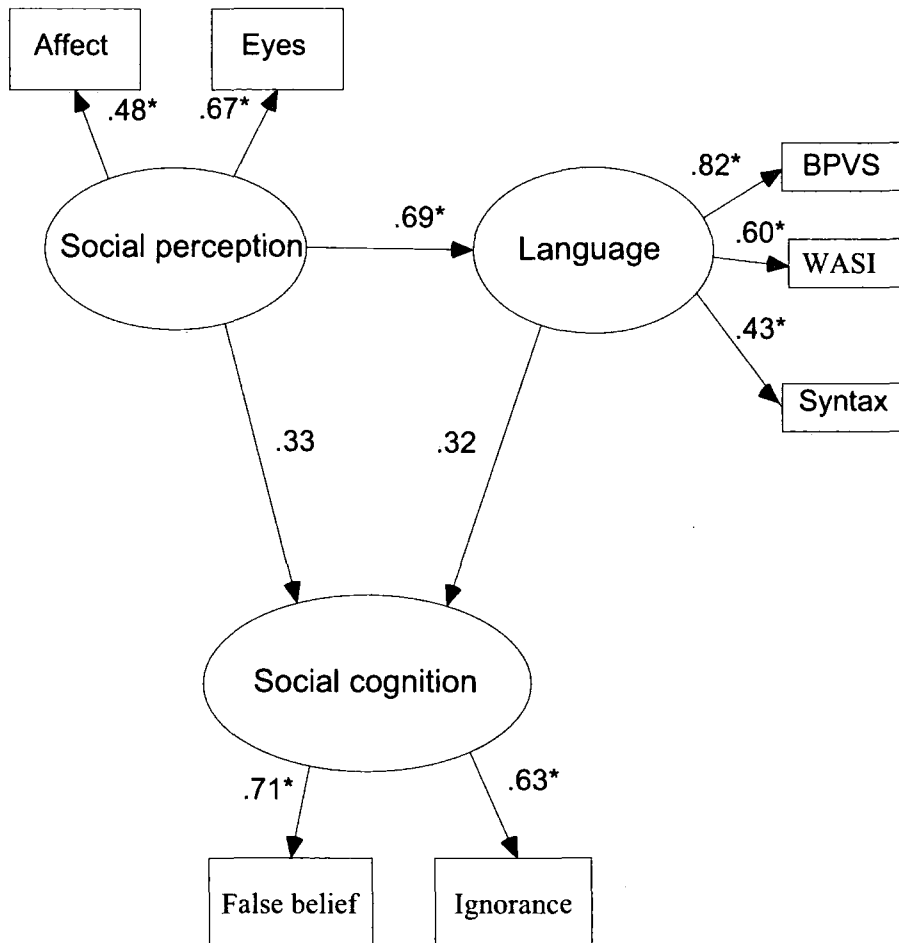 Affect
Eyes
.48*
.67*
BPVS
.82*
.69*
Social perception
Language
.60*
WASI
.43*
Syntax
.33
.32
Social cognition
.71*
.63*
False belief
Ignorance